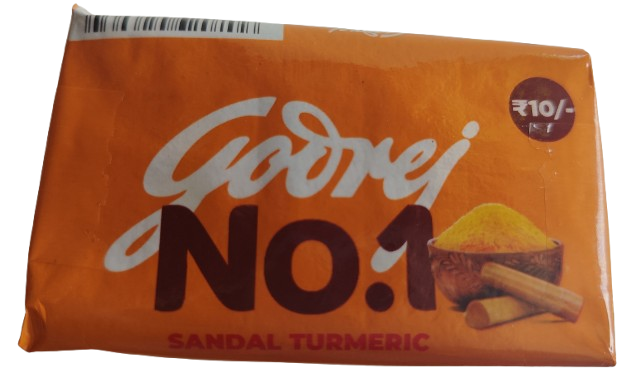 Godrej
₹10/-
No.1
SANDAL TURMERIC